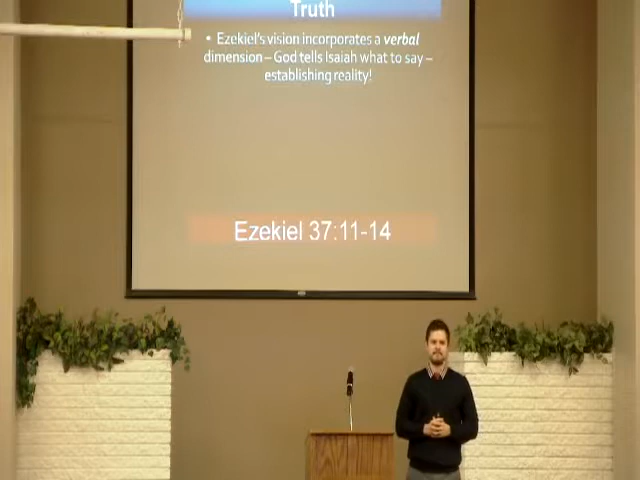 Truth
• Ezekiel's vision incorporates a verbal
dimension – God tells Isaiah what to say –
establishing reality!
Ezekiel 37:11-14